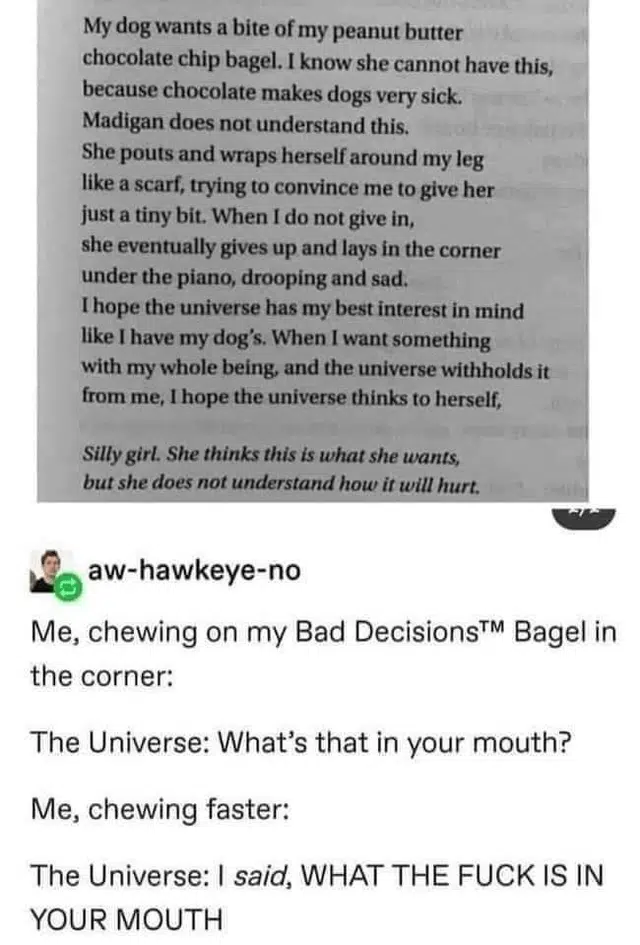 My dog wants a bite of my peanut butter
chocolate chip bagel. I know she cannot have this,
because chocolate makes dogs very sick.
Madigan does not understand this.
She pouts and wraps herself around my leg
like a scarf, trying to convince me to give her
just a tiny bit. When I do not give in,
she eventually gives up and lays in the corner
under the piano, drooping and sad.
I hope the universe has my best interest in mind
like I have my dog's. When I want something
with my whole being, and the universe withholds it
from me, I hope the universe thinks to herself,
Silly girl. She thinks this is what she wants,
but she does not understand how it will hurt.
aw-hawkeye-no
Me, chewing on my Bad Decisions™ Bagel in
the corner:
The Universe: What's that in your mouth?
Me, chewing faster:
The Universe: I said, WHAT THE FUCK IS IN
YOUR MOUTH